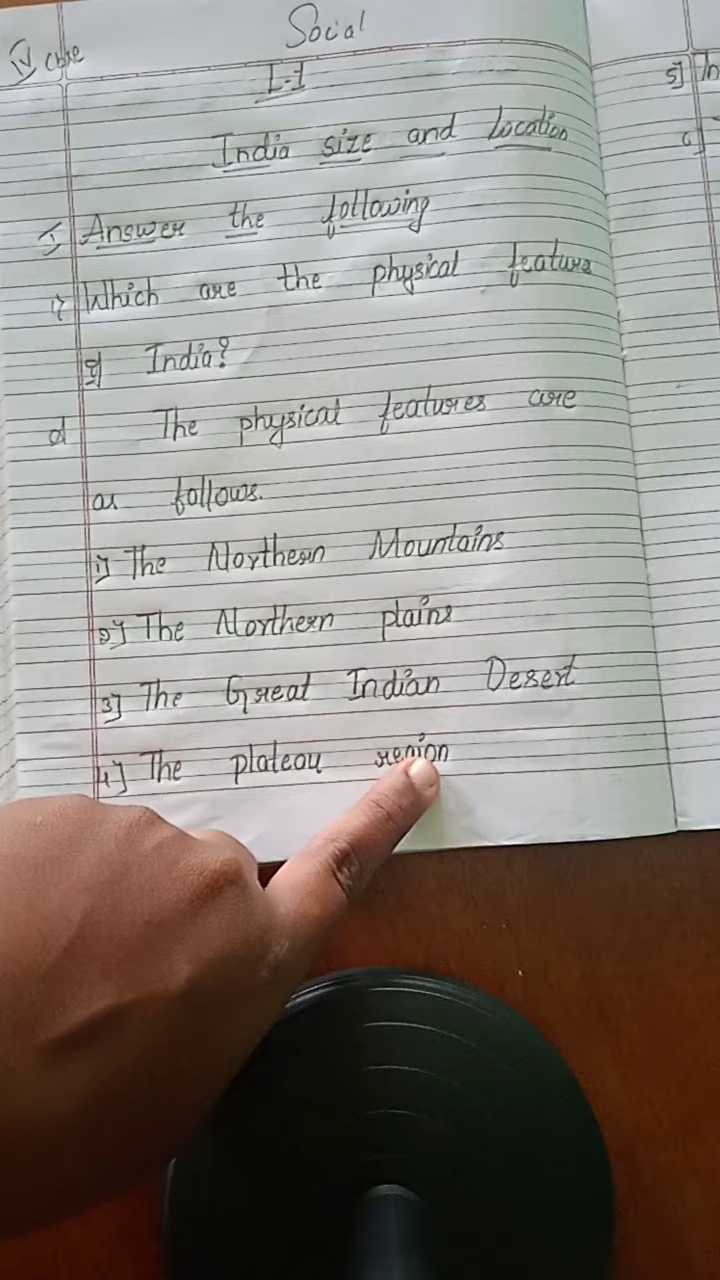 Social
IV CBSE
L-1
India size and Location
I] Answer the following
1] Which are the physical features
of India?
The physical features are
as follows.
1] The Northern Mountains
2] The Northern plains
3] The Great Indian Desert
4] The plateau region
5] In
6]